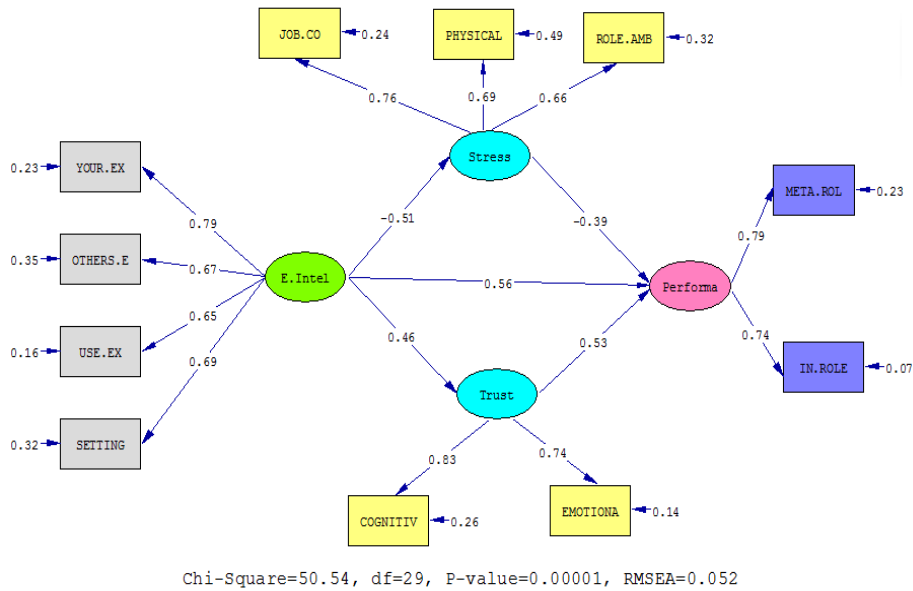 JOB.CO
0.24
PHYSICAL
0.49
ROLE.AMB
0.32
0.76
0.69
0.66
Stress
0.23
YOUR.EX
0.79
-0.51
-0.39
META.ROL
0.23
0.35
OTHERS.E
0.67
E.Intel
0.56
Performa
0.79
0.16
USE.EX
0.65
0.46
0.53
0.74
0.69
IN.ROLE
0.07
0.32
SETTING
Trust
0.83
0.74
COGNITIV
0.26
EMOTIONA
0.14
Chi-Square=50.54, df=29, P-value=0.00001, RMSEA=0.052